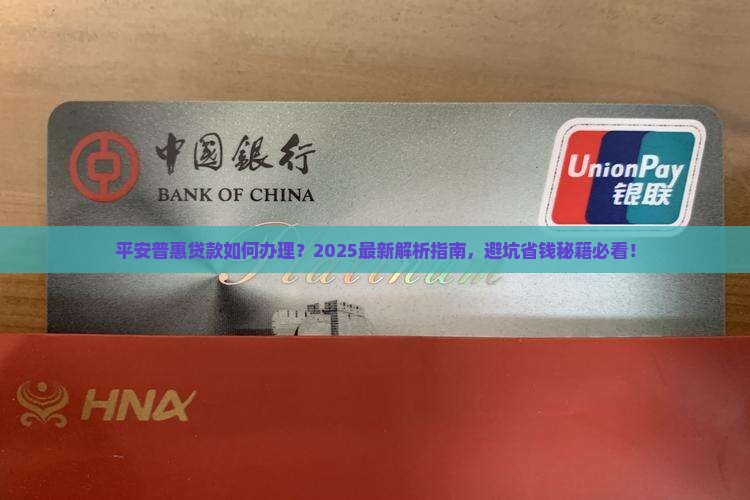 中国銀行
BANK OF CHINA
UnionPay
银联
平安普惠贷款如何办理？2025最新解析指南，避坑省钱秘籍必看！
Platinum
HNA